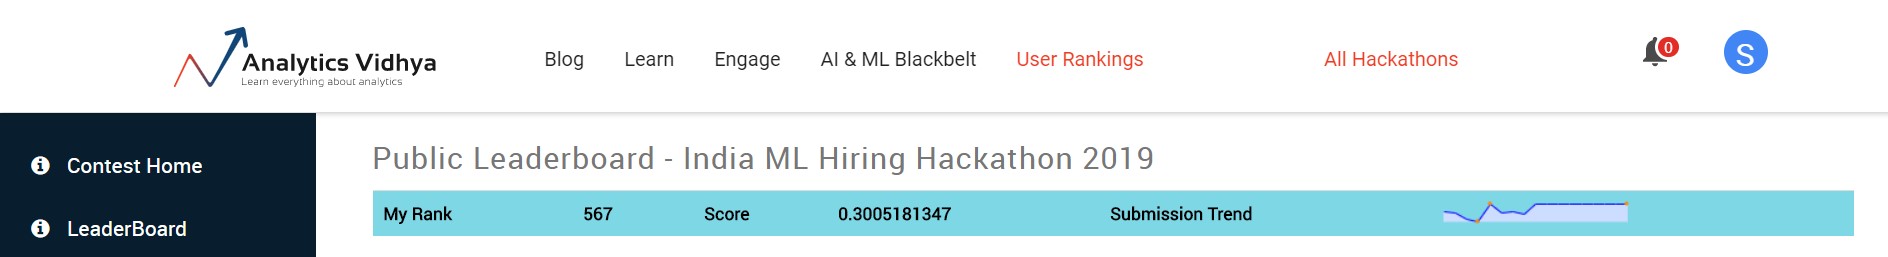 Analytics Vidhya
Learn everything about analytics
Blog Learn Engage AI & ML Blackbelt User Rankings All Hackathons 0 S
Contest Home
LeaderBoard
Public Leaderboard - India ML Hiring Hackathon 2019
My Rank 567 Score 0.3005181347 Submission Trend